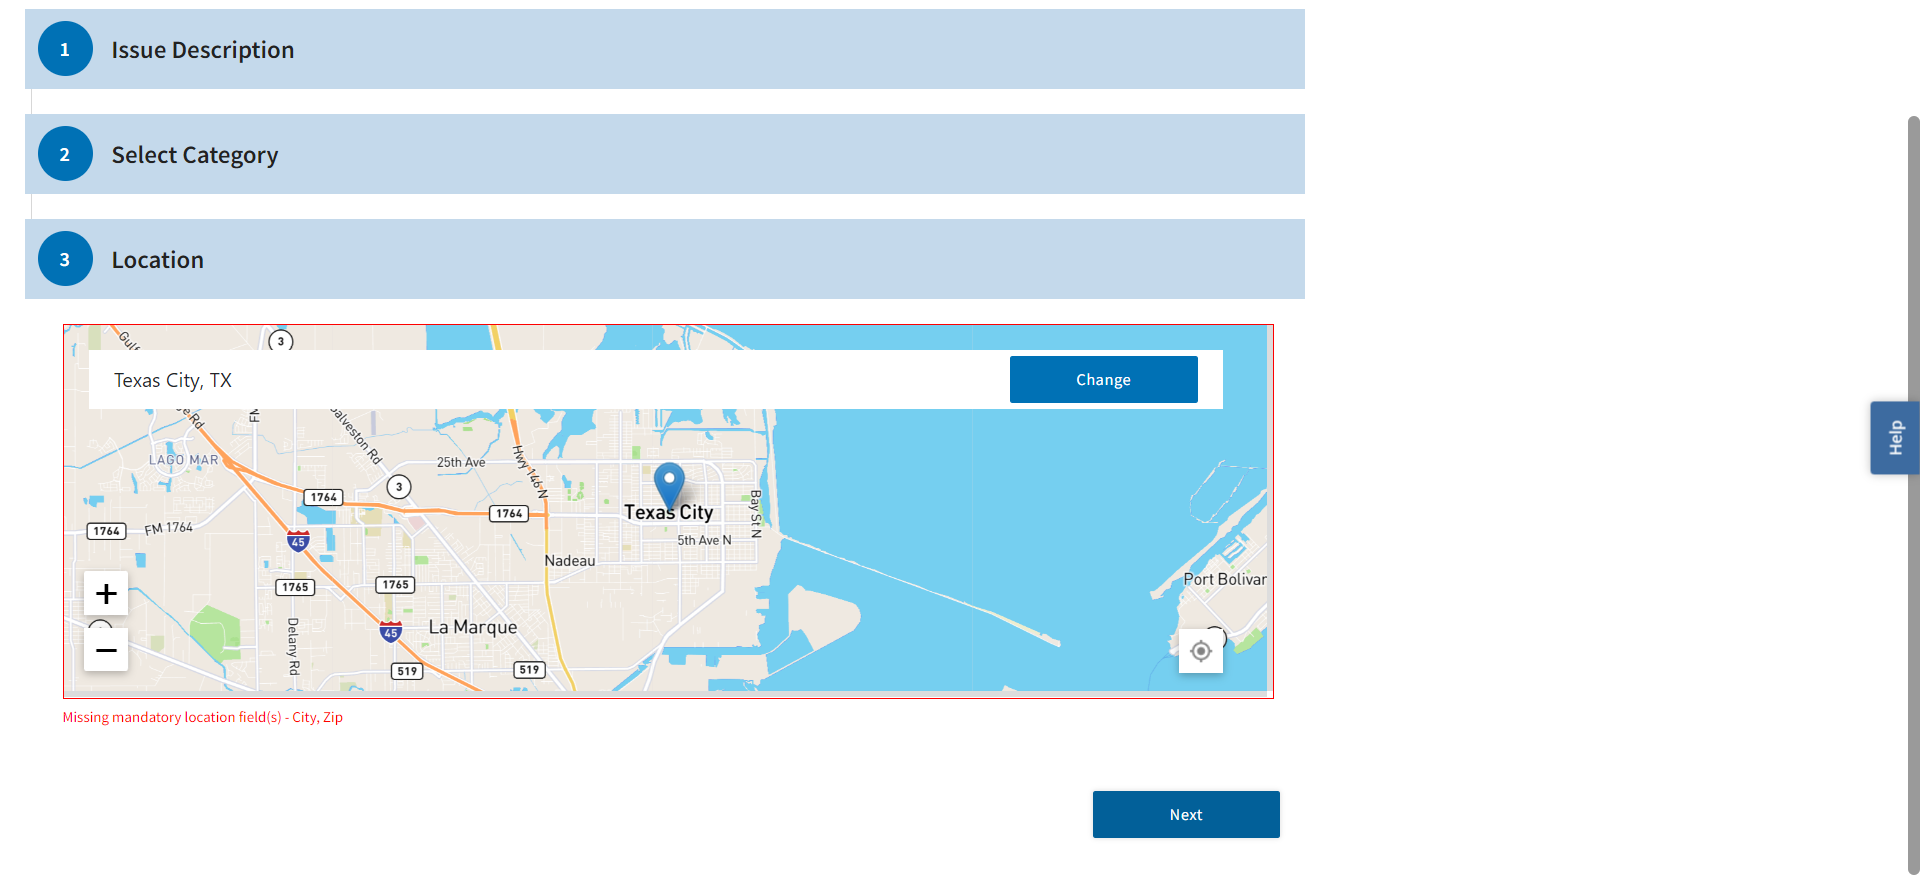 1 Issue Description
2 Select Category
3 Location
3
Texas City, TX
Change
LAGO MAR
25th Ave
Hwy 146 N
3
1764
1764
Texas City
Bay St N
1764
FM 1764
45
5th Ave N
Nadeau
1765
1765
Port Bolivar
+
Delany Rd
45
La Marque
−
519
519
Missing mandatory location field(s) - City, Zip
Next
Help